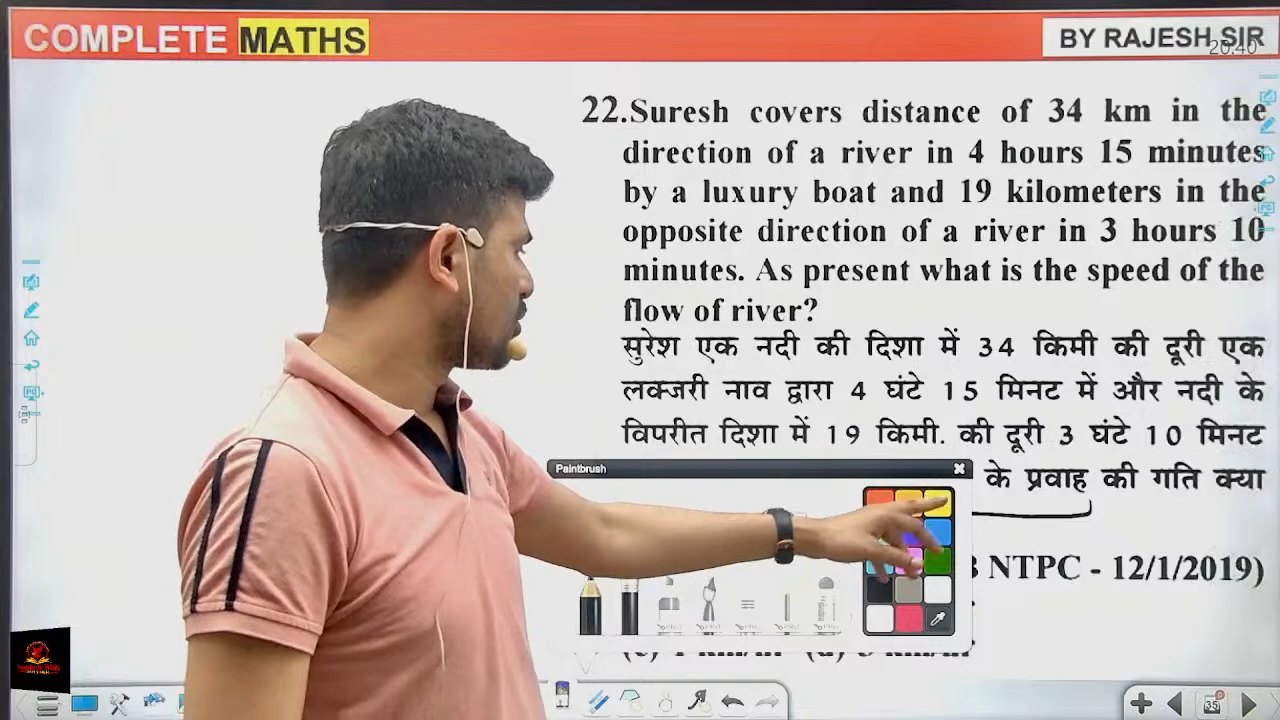 COMPLETE MATHS
BY RAJESH SIR
20:40
22.Suresh covers distance of 34 km in the
direction of a river in 4 hours 15 minutes
by a luxury boat and 19 kilometers in the
opposite direction of a river in 3 hours 10
minutes. As present what is the speed of the
flow of river?
सुरेश एक नदी की दिशा में 34 किमी की दूरी एक
लक्जरी नाव द्वारा 4 घंटे 15 मिनट में और नदी के
विपरीत दिशा में 19 किमी. की दूरी 3 घंटे 10 मिनट
Paintbrush
के प्रवाह की गति क्या
NTPC - 12/1/2019)
35